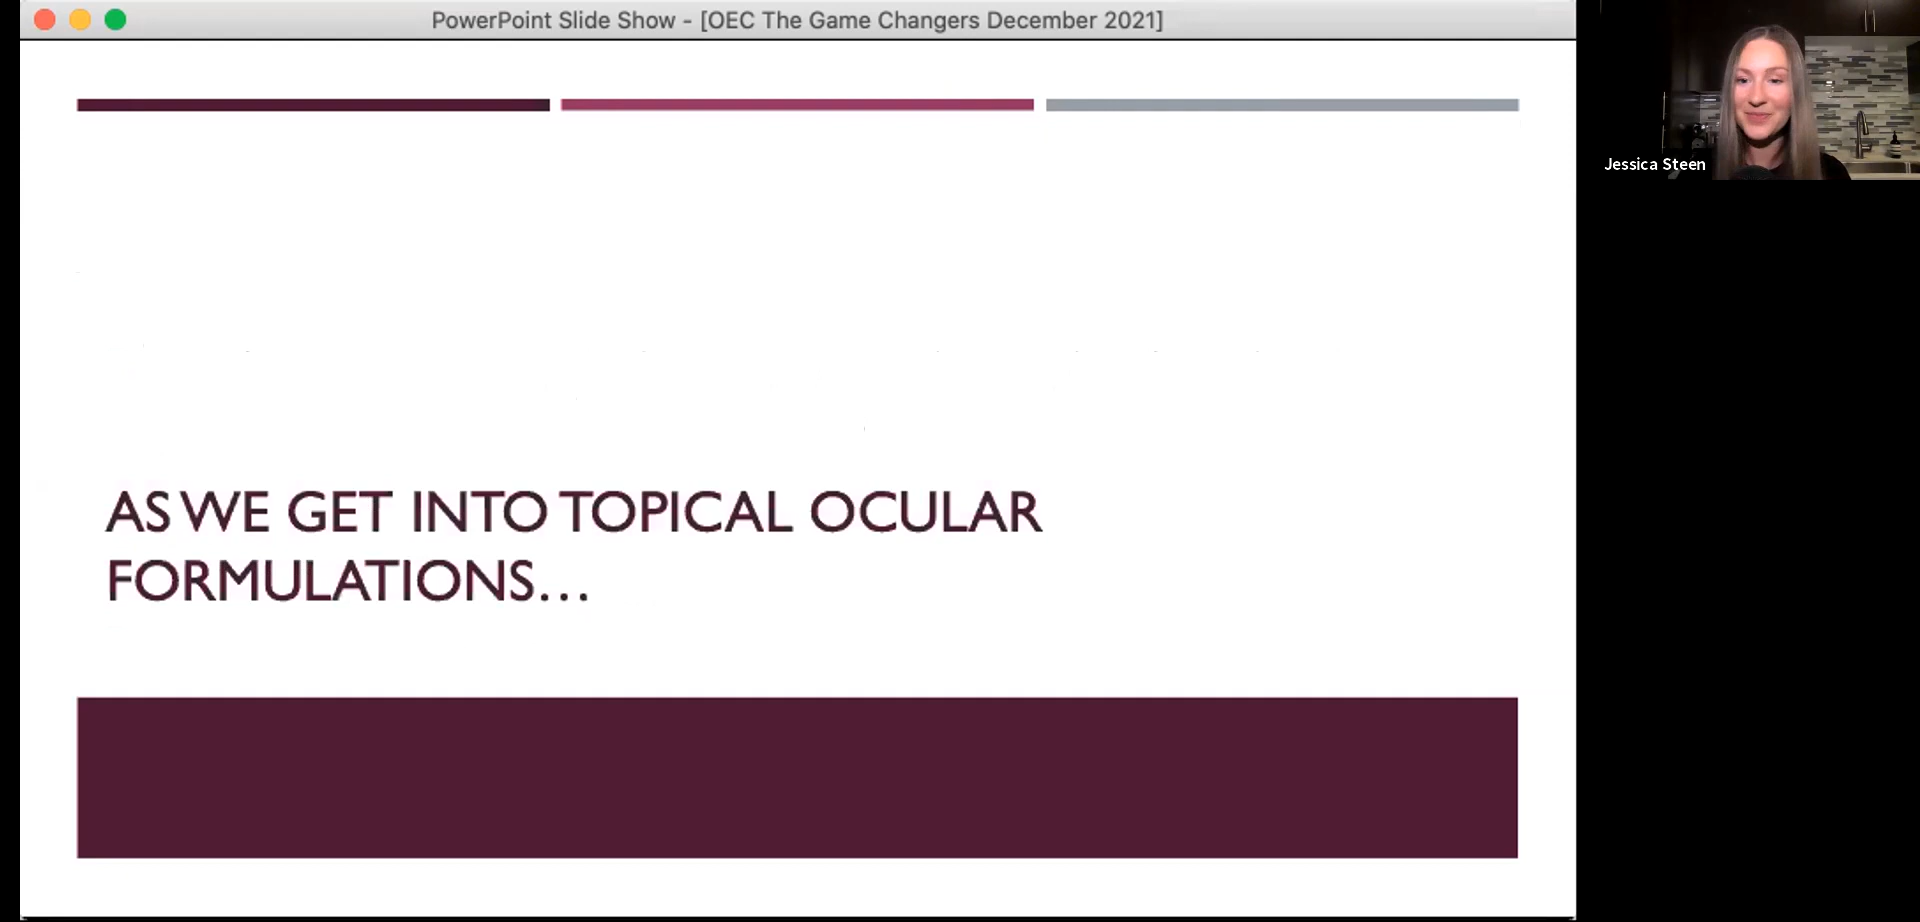 PowerPoint Slide Show - [OEC The Game Changers December 2021]
Jessica Steen
AS WE GET INTO TOPICAL OCULAR
FORMULATIONS...